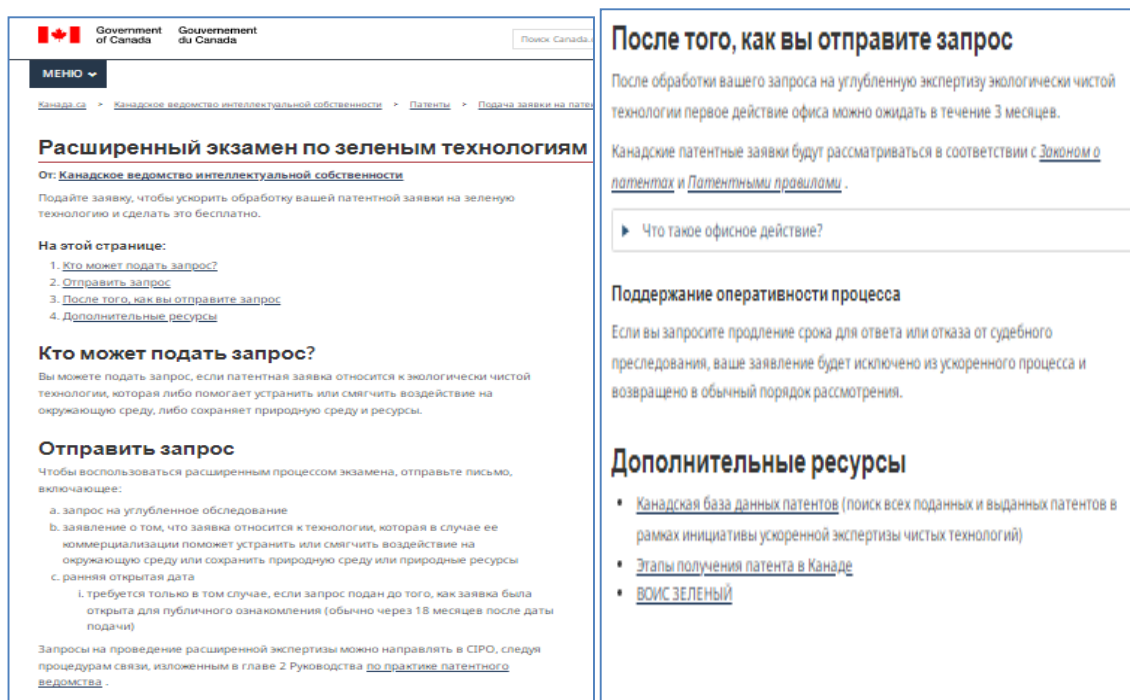 Government of Canada
Gouvernement du Canada
Поиск Canada.
МЕНЮ
Канада.ca > Канадское ведомство интеллектуальной собственности > Патенты > Подача заявки на
Расширенный экзамен по зеленым технологиям
От: Канадское ведомство интеллектуальной собственности
Подайте заявку, чтобы ускорить обработку вашей патентной заявки на зеленую
технологию и сделать это бесплатно.
На этой странице:
1. Кто может подать запрос?
2. Отправить запрос
3. После того, как вы отправите запрос
4. Дополнительные ресурсы
Кто может подать запрос?
Вы можете подать запрос, если патентная заявка относится к экологически чистой
технологии, которая либо помогает устранить или смягчить воздействие на
окружающую среду, либо сохраняет природную среду и ресурсы.
Отправить запрос
Чтобы воспользоваться расширенным процессом экзамена, отправьте письмо,
включающее:
a. запрос на углубленное обследование
b. заявление о том, что заявка относится к технологии, которая в случае ее
коммерциализации поможет устранить или смягчить воздействие на
окружающую среду или сохранить природную среду или природные ресурсы
c. ранняя открытая дата
i. требуется только в том случае, если запрос подан до того, как заявка была
открыта для публичного ознакомления (обычно через 18 месяцев после даты
подачи)
Запросы на проведение расширенной экспертизы можно направлять в CIPO, следуя
процедурам связи, изложенным в главе 2 Руководства по практике патентного
ведомства .
После того, как вы отправите запрос
После обработки вашего запроса на углубленную экспертизу экологически чистой
технологии первое действие офиса можно ожидать в течение 3 месяцев.
Канадские патентные заявки будут рассматриваться в соответствии с Законом о
патентах и Патентными правилами .
Что такое офисное действие?
Поддержание оперативности процесса
Если вы запросите продление срока для ответа или отказа от судебного
преследования, ваше заявление будет исключено из ускоренного процесса и
возвращено в обычный порядок рассмотрения.
Дополнительные ресурсы
• Канадская база данных патентов (поиск всех поданных и выданных патентов в
рамках инициативы ускоренной экспертизы чистых технологий)
• Этапы получения патента в Канаде
• ВОИС ЗЕЛЕНЫЙ